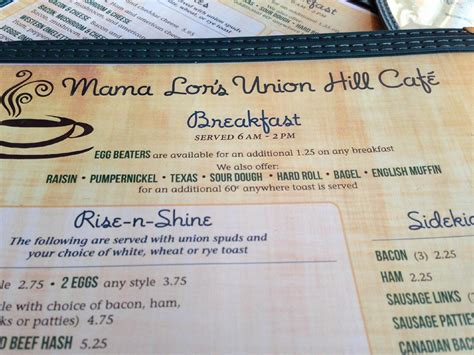 BACON & CHEESE
Mama Lor's Union Hill Café
Breakfast
SERVED 6 AM - 2 PM
EGG BEATERS are available for an additional 1.25 on any breakfast
We also offer:
RAISIN • PUMPERNICKEL • TEXAS • SOUR DOUGH • HARD ROLL • BAGEL • ENGLISH MUFFIN
for an additional 60¢ anywhere toast is served
Rise-n-Shine
The following are served with union spuds and
your choice of white, wheat or rye toast
2.75 • 2 EGGS any style 3.75
with choice of bacon, ham,
or patties) 4.75
BEEF HASH 5.25
BACON (3) 2.25
HAM 2.25
SAUSAGE LINKS
SAUSAGE PATTIES
CANADIAN